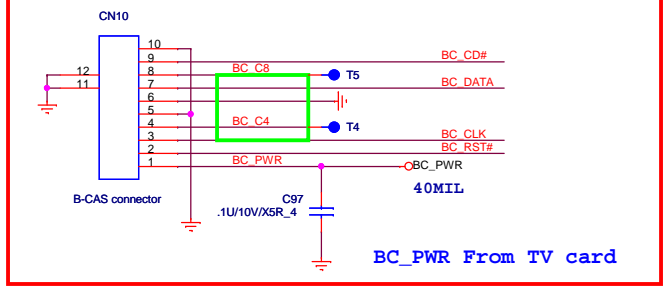 CN10
10
9
BC_CD#
12
8
BC_C8
T5
11
7
BC_DATA
6
5
4
BC_C4
T4
3
BC_CLK
2
BC_RST#
1
BC_PWR
BC_PWR
40MIL
B-CAS connector
C97
.1U/10V/X5R_4
BC_PWR From TV card